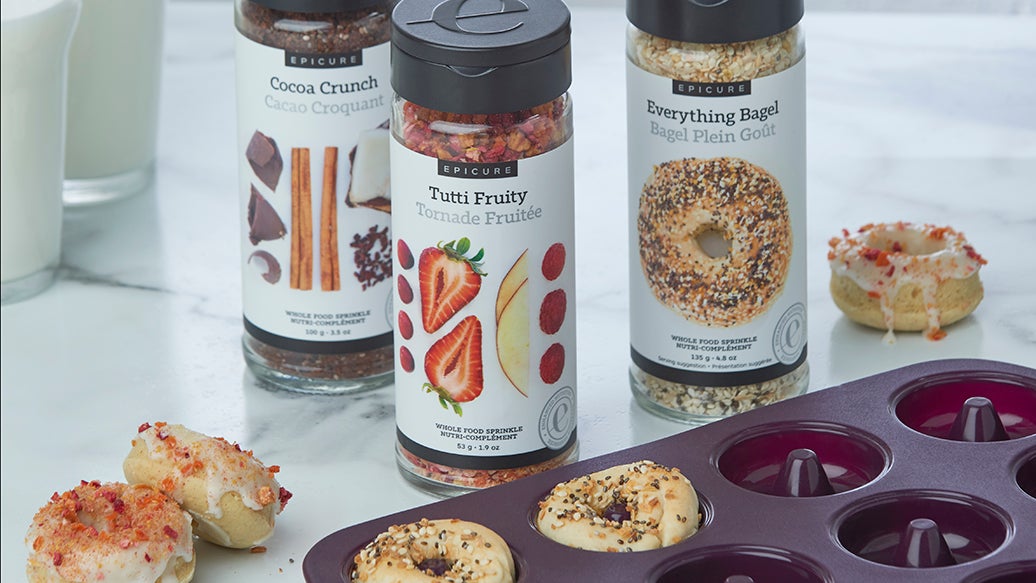 EPICURE
Cocoa Crunch
Cacao Croquant
WHOLE FOOD SPRINKLE
NUTRI-COMPLÉMENT
100 g • 3.5 oz
e
EPICURE
Tutti Fruity
Tornade Fruitée
WHOLE FOOD SPRINKLE
NUTRI-COMPLÉMENT
53 g • 1.9 oz
e
EPICURE
Everything Bagel
Bagel Plein Goût
WHOLE FOOD SPRINKLE
NUTRI-COMPLÉMENT
135 g • 4.8 oz
Serving suggestion • Présentation suggérée
e